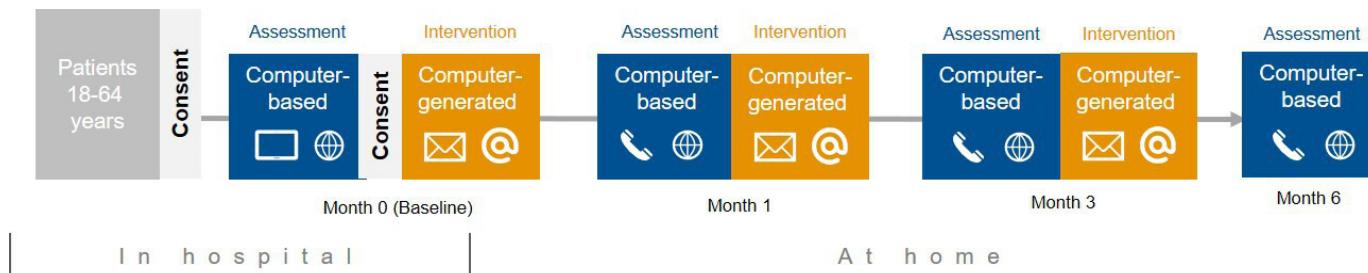 Patients
18-64
years
Consent
Assessment
Computer-
based
Consent
Intervention
Computer-
generated
@
Month 0 (Baseline)
Assessment
Computer-
based
Intervention
Computer-
generated
@
Month 1
Assessment
Computer-
based
Intervention
Computer-
generated
@
Month 3
Assessment
Computer-
based
Month 6
In hospital
At home